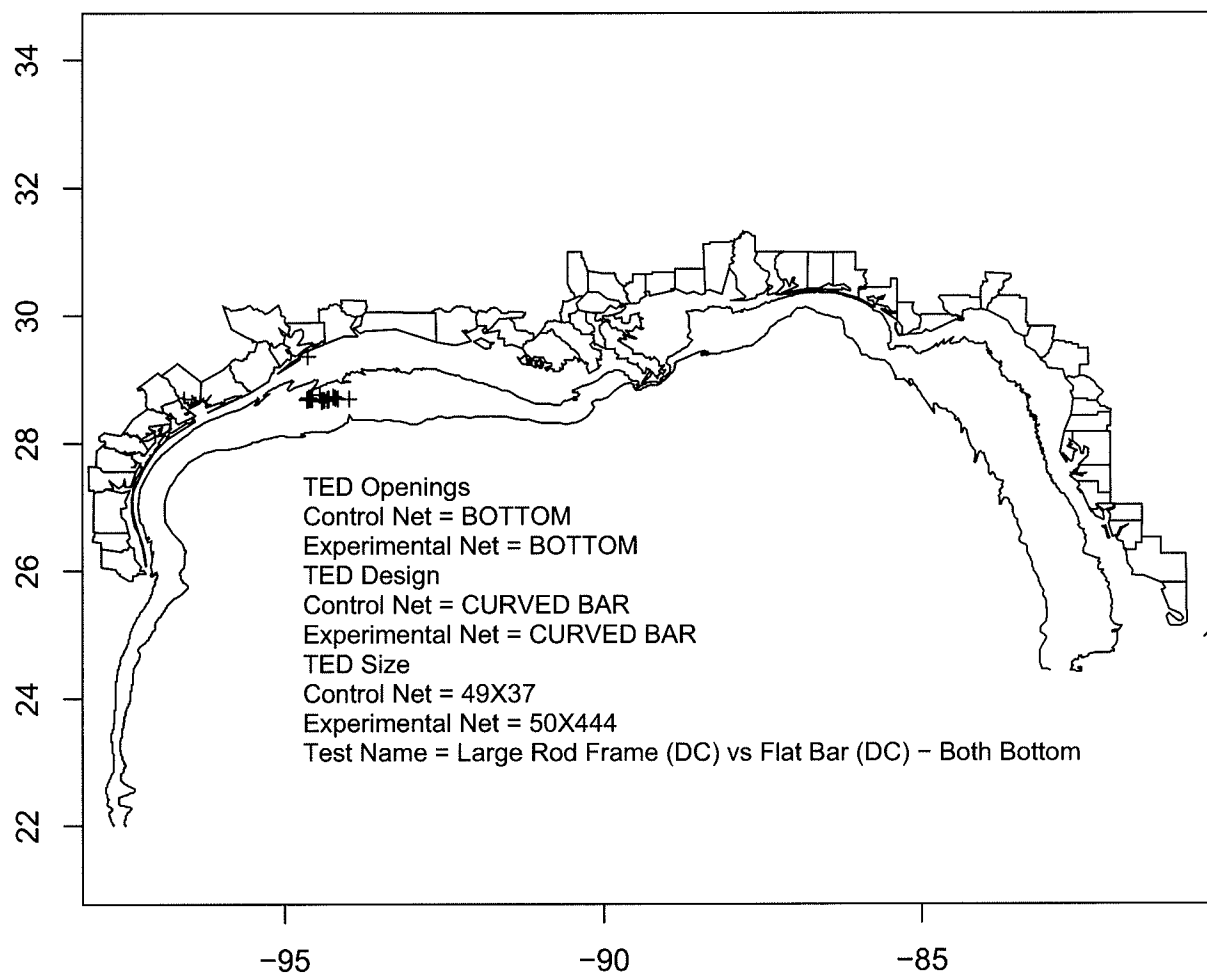 34
32
30
28
26
24
22
TED Openings
Control Net = BOTTOM
Experimental Net = BOTTOM
TED Design
Control Net = CURVED BAR
Experimental Net = CURVED BAR
TED Size
Control Net = 49X37
Experimental Net = 50X444
Test Name = Large Rod Frame (DC) vs Flat Bar (DC) − Both Bottom
−95 −90 −85